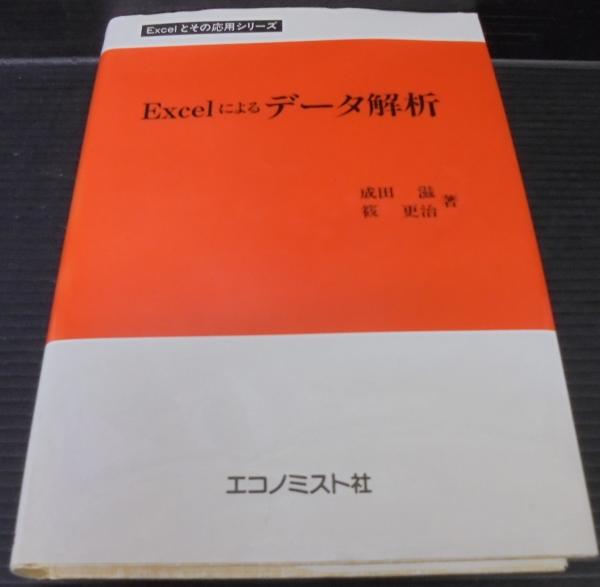 Excelとその応用シリーズ
Excelによるデータ解析
成田 滋
筱 更治
著
エコノミスト社